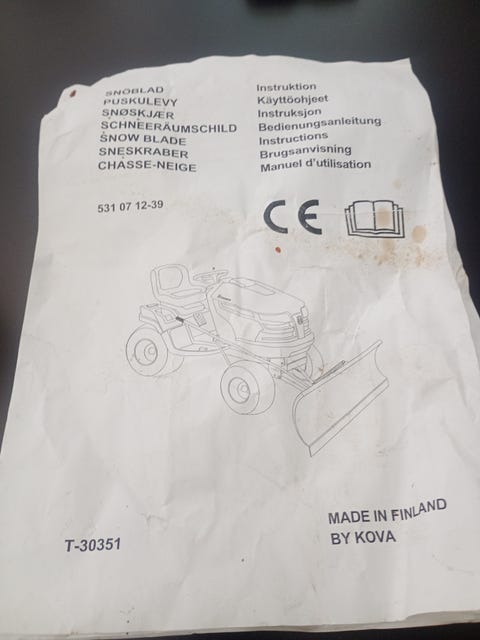 SNÖBLAD Instruktion
PUSKULEVY Käyttöohjeet
SNØSKJÆR Instruksjon
SCHNEERÄUMSCHILD Bedienungsanleitung
SNOW BLADE Instructions
SNESKRABER Brugsanvisning
CHASSE-NEIGE Manuel d'utilisation
531 07 12-39
CE
T-30351
MADE IN FINLAND
BY KOVA